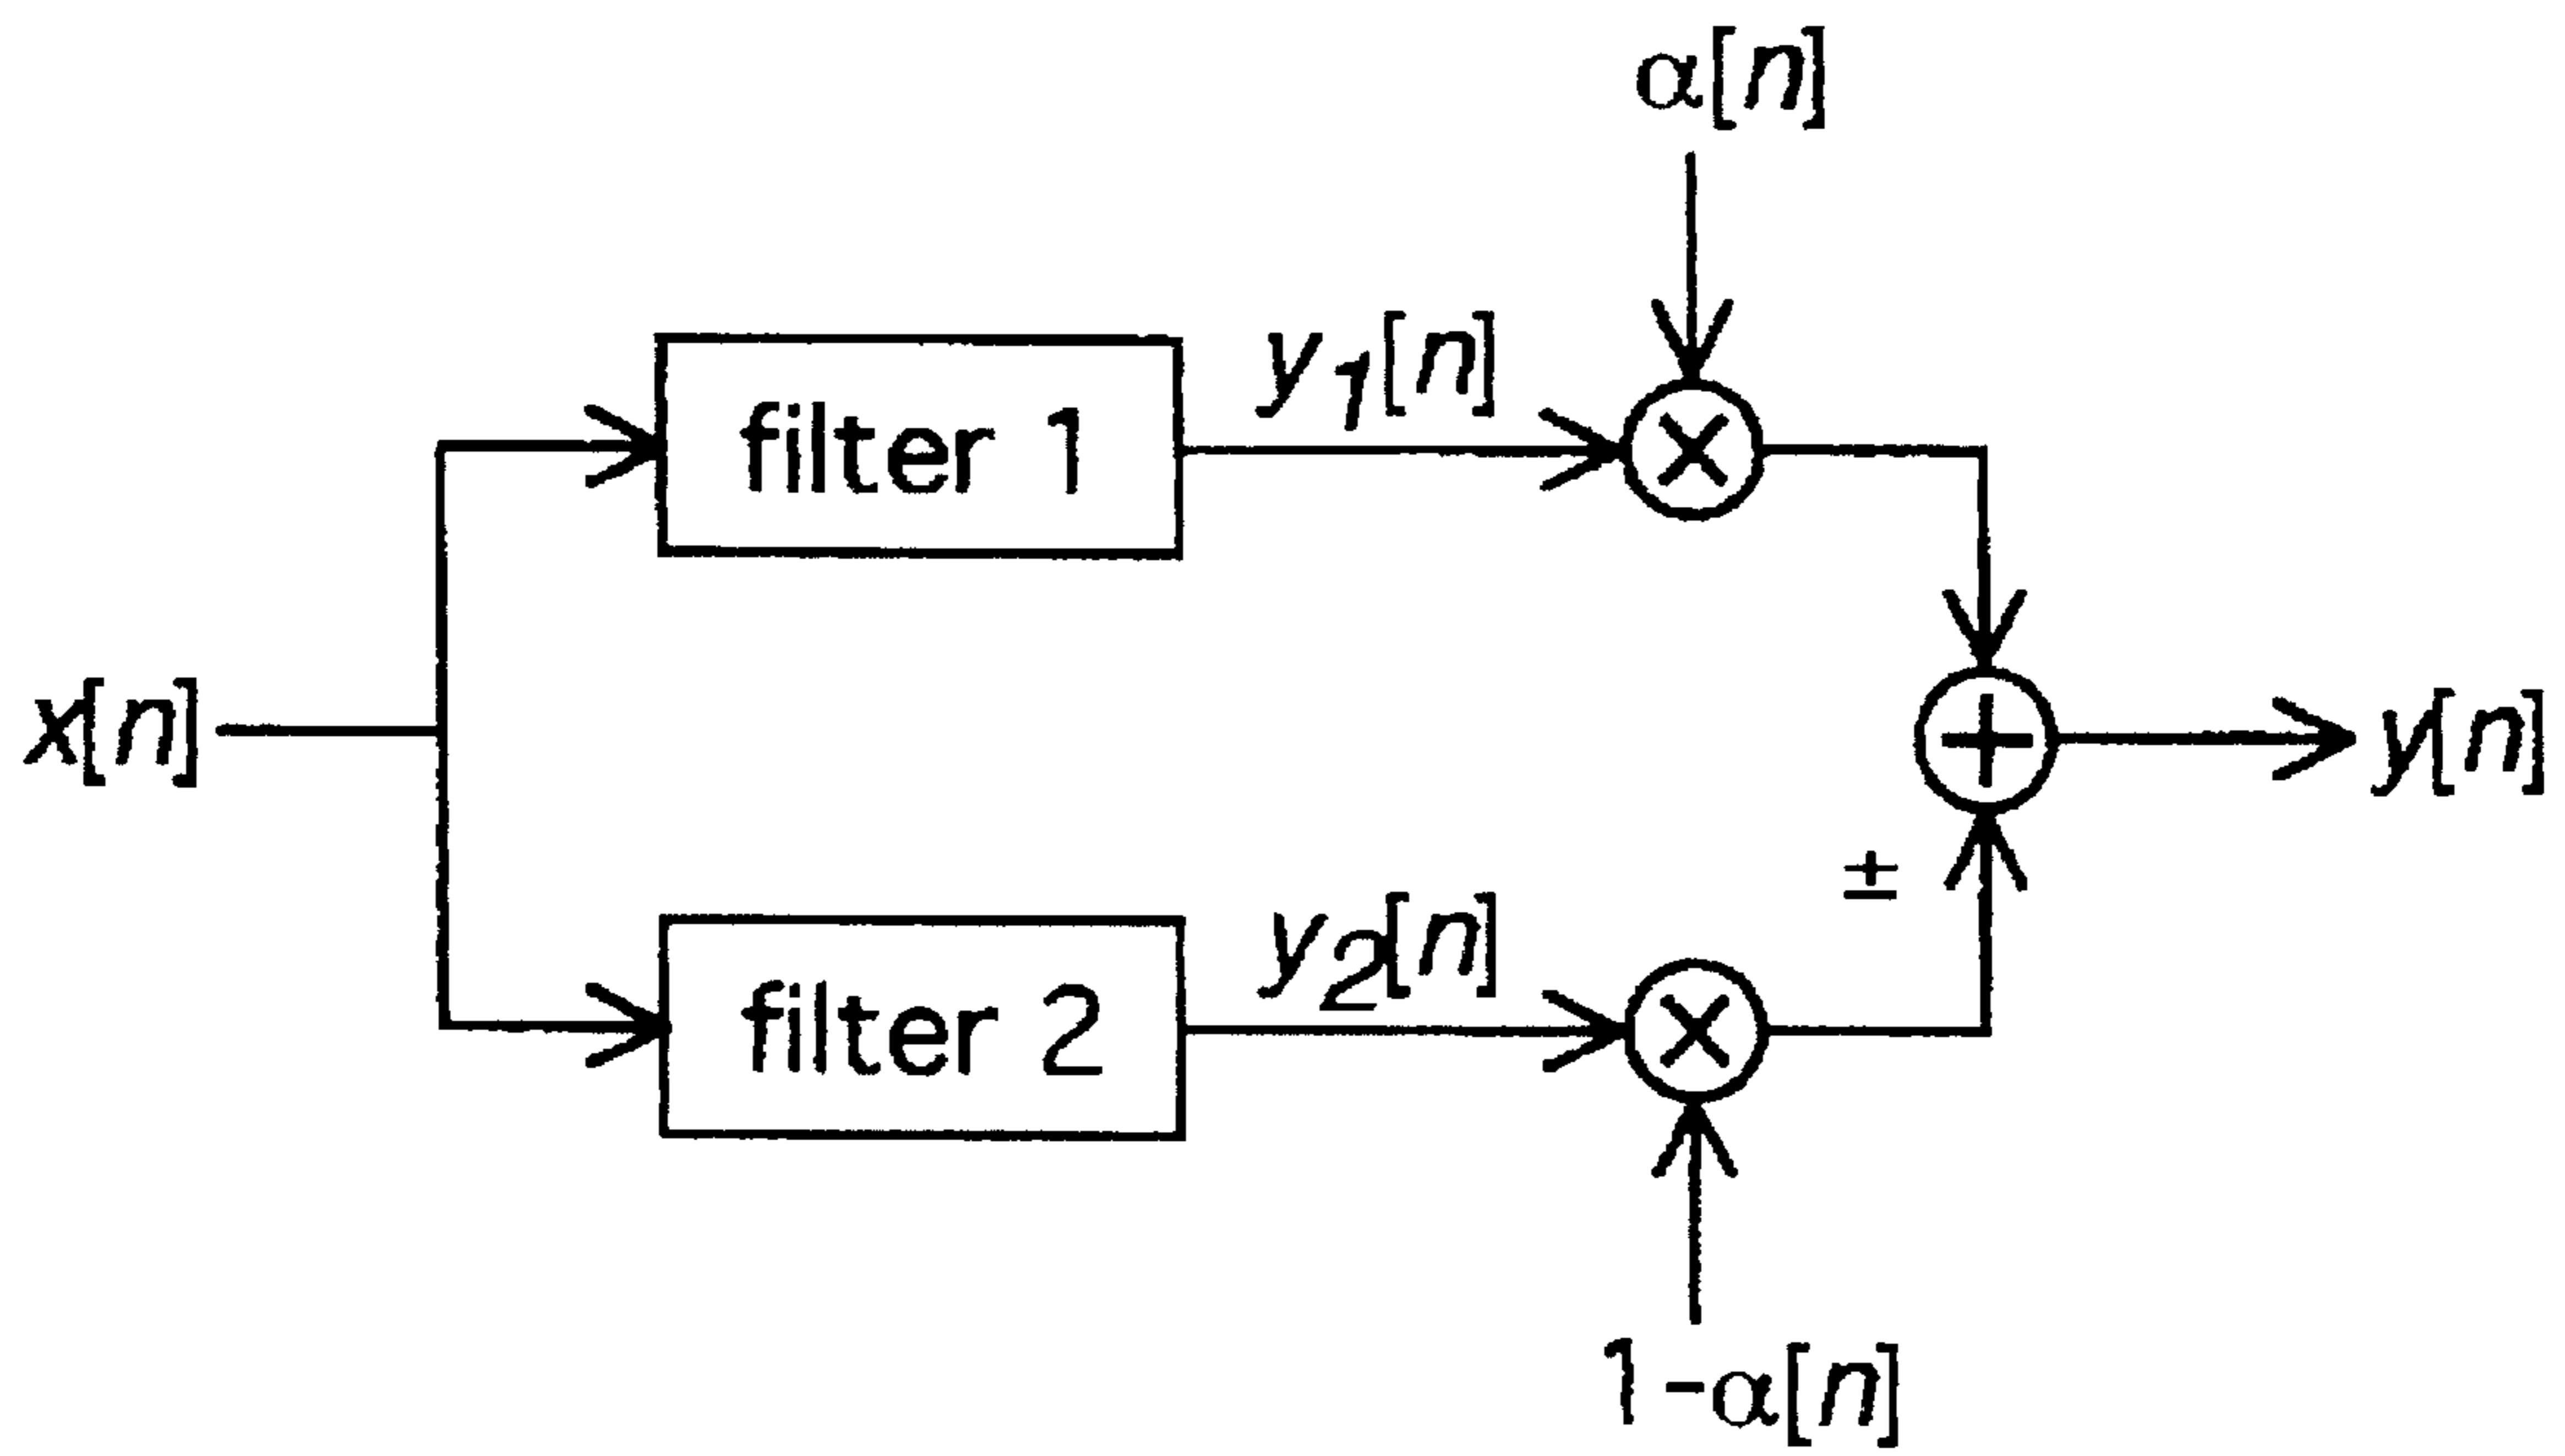 α[n]
y1[n]
filter 1
x[n]
y[n]
±
y2[n]
filter 2
1-α[n]